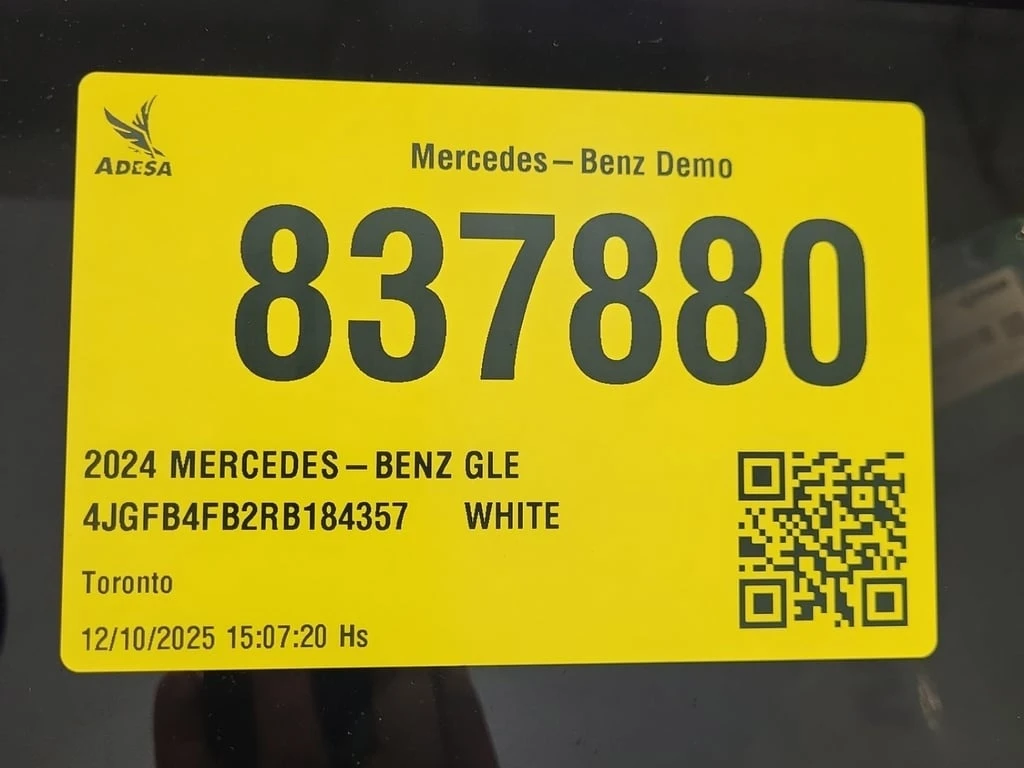 ADESA
Mercedes-Benz Demo
837880
2024 MERCEDES-BENZ GLE
4JGFB4FB2RB184357 WHITE
Toronto
12/10/2025 15:07:20 Hs